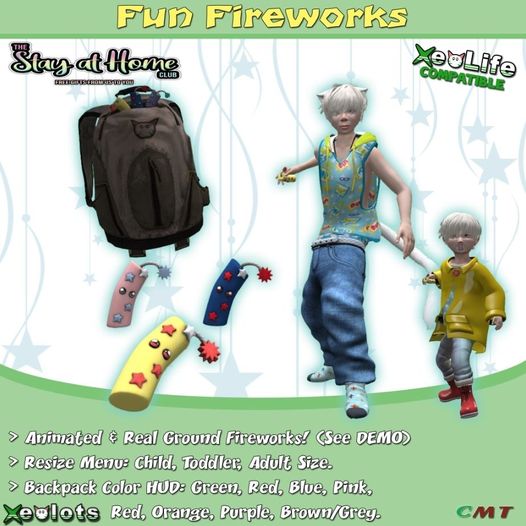 Fun Fireworks
THE
Stay at Home
CLUB
FREE GIFTS FROM US TO YOU
XeoLife
COMPATIBLE
CMT
> Animated & Real Ground Fireworks! (See DEMO)
> Resize Menu: Child, Toddler, Adult Size.
> Backpack Color HUD: Green, Red, Blue, Pink,
Red, Orange, Purple, Brown/Grey.
Xeolots
CMT